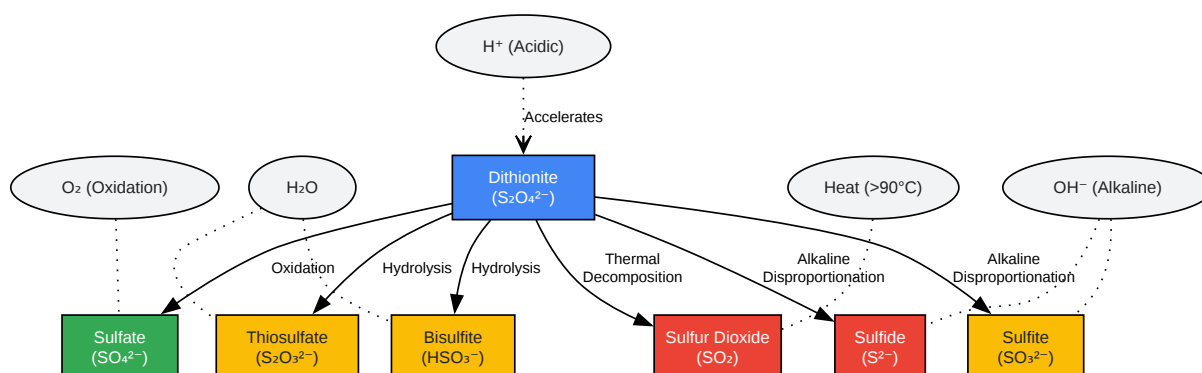 H⁺ (Acidic)
Accelerates
O₂ (Oxidation)
H₂O
Dithionite
(S₂O₄²⁻)
Heat (>90°C)
OH⁻ (Alkaline)
Oxidation
Hydrolysis
Hydrolysis
Thermal
Decomposition
Alkaline
Disproportionation
Alkaline
Disproportionation
Sulfate
(SO₄²⁻)
Thiosulfate
(S₂O₃²⁻)
Bisulfite
(HSO₃⁻)
Sulfur Dioxide
(SO₂)
Sulfide
(S²⁻)
Sulfite
(SO₃²⁻)